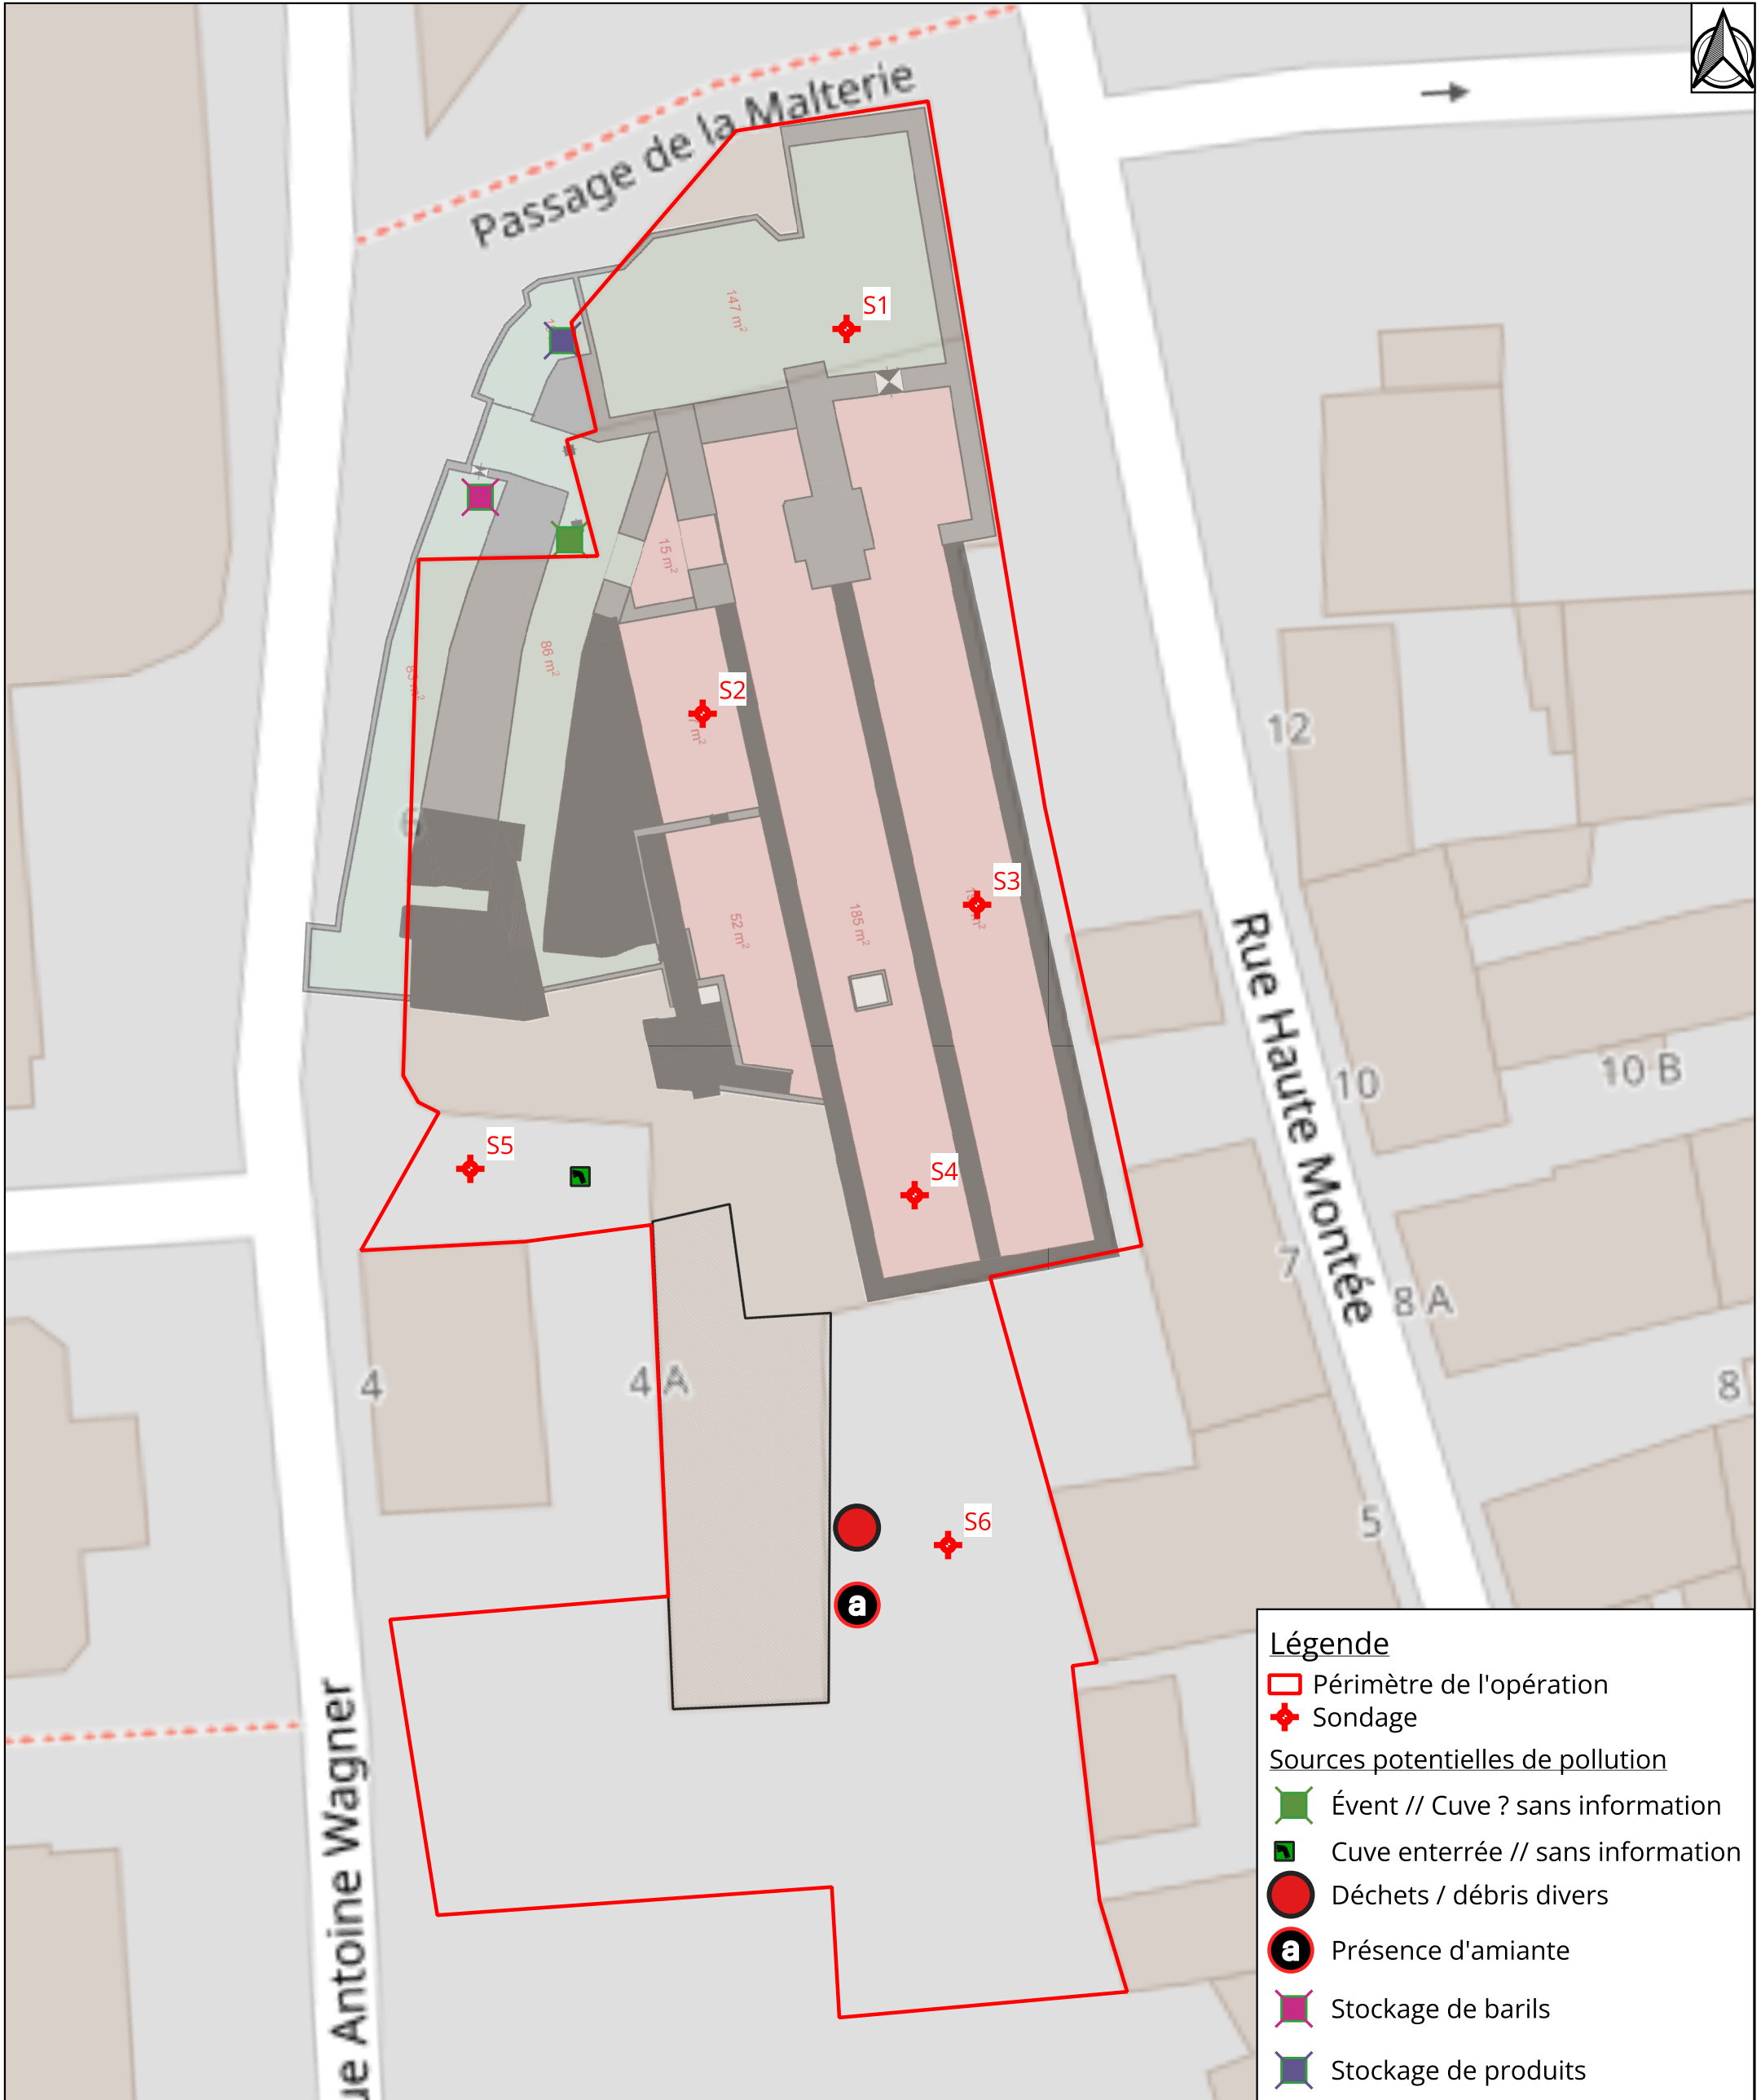 Passage de la Malterie
S1
147 m²
15 m²
86 m²
S2
7 m²
12
S3
52 m²
185 m²
Rue Haute Montée
10
10 B
S5
S4
7
8 A
4
4 A
8
5
S6
a
Antoine Wagner
Légende
Périmètre de l'opération
Sondage
Sources potentielles de pollution
Évent // Cuve ? sans information
Cuve enterrée // sans information
Déchets / débris divers
a Présence d'amiante
Stockage de barils
Stockage de produits